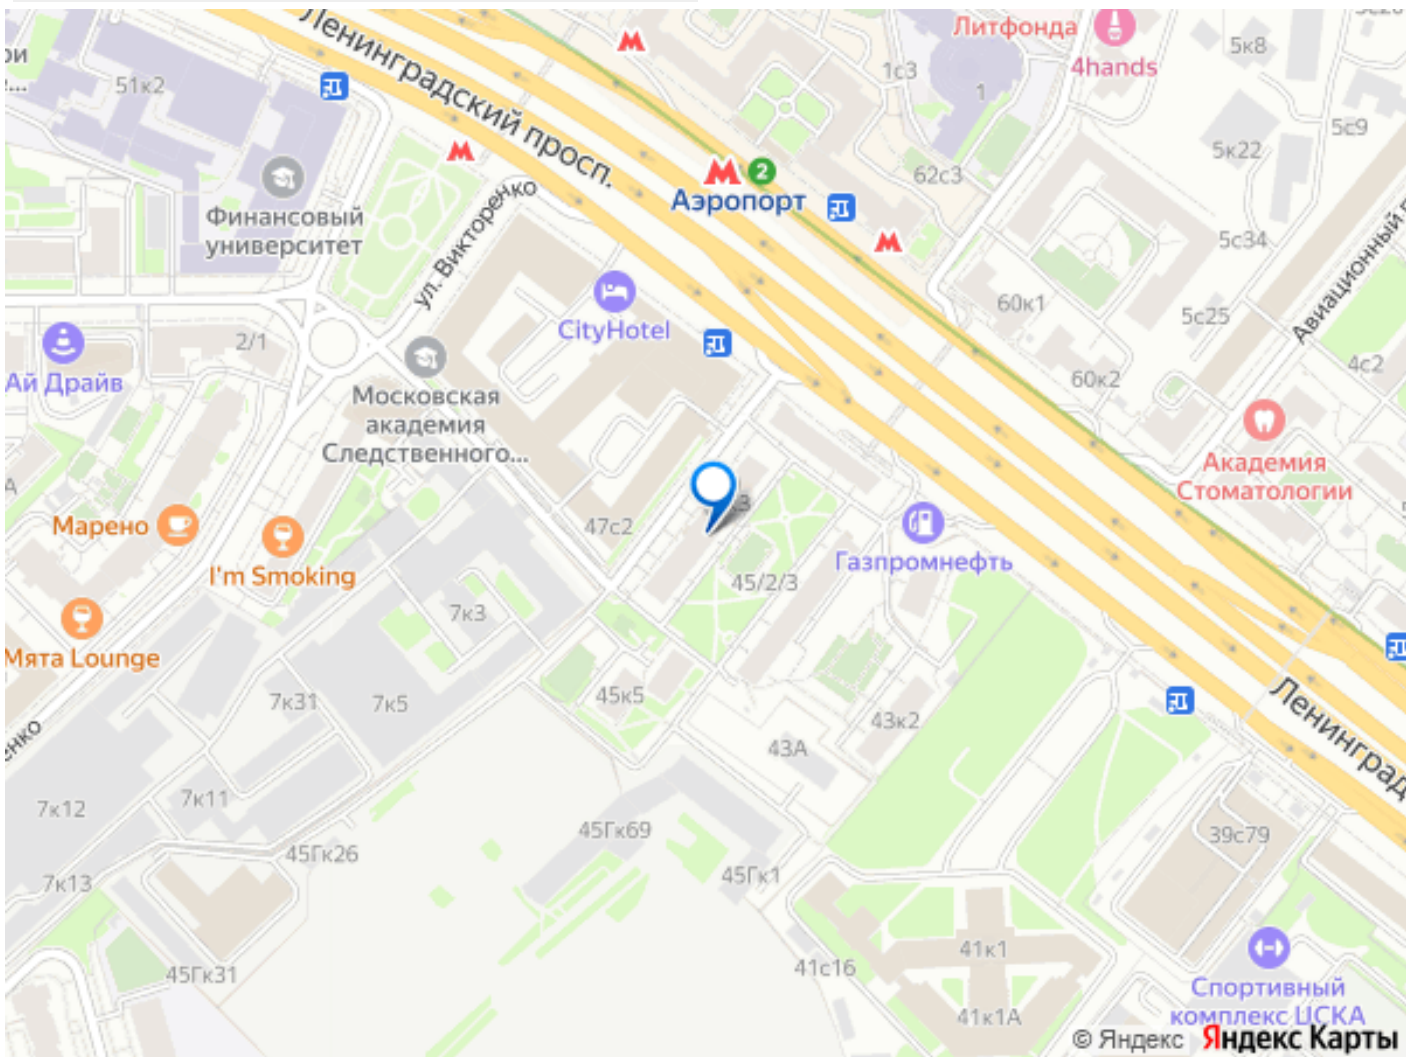 Литфонда
4hands
5к8
1с3
1
5с9
5к22
51к2
Ленинградский просп.
2
Аэропорт
62с3
Финансовый
университет
ул. Викторенко
5с34
Авиационный
60к1
5с25
CityHotel
2/1
Ай Драйв
4с2
60к2
Московская
академия
Следственного...
Академия
Стоматологии
Марено
47с2
Газпромнефть
I'm Smoking
45/2/3
7к3
Мята Lounge
45к5
7к31
7к5
43к2
43А
Ленинград
7к12
7к11
45Гк69
39с79
45Гк26
45Гк1
7к13
41к1
41с16
45Гк31
Спортивный
комплекс ЦСКА
41к1А
© Яндекс Яндекс Карты